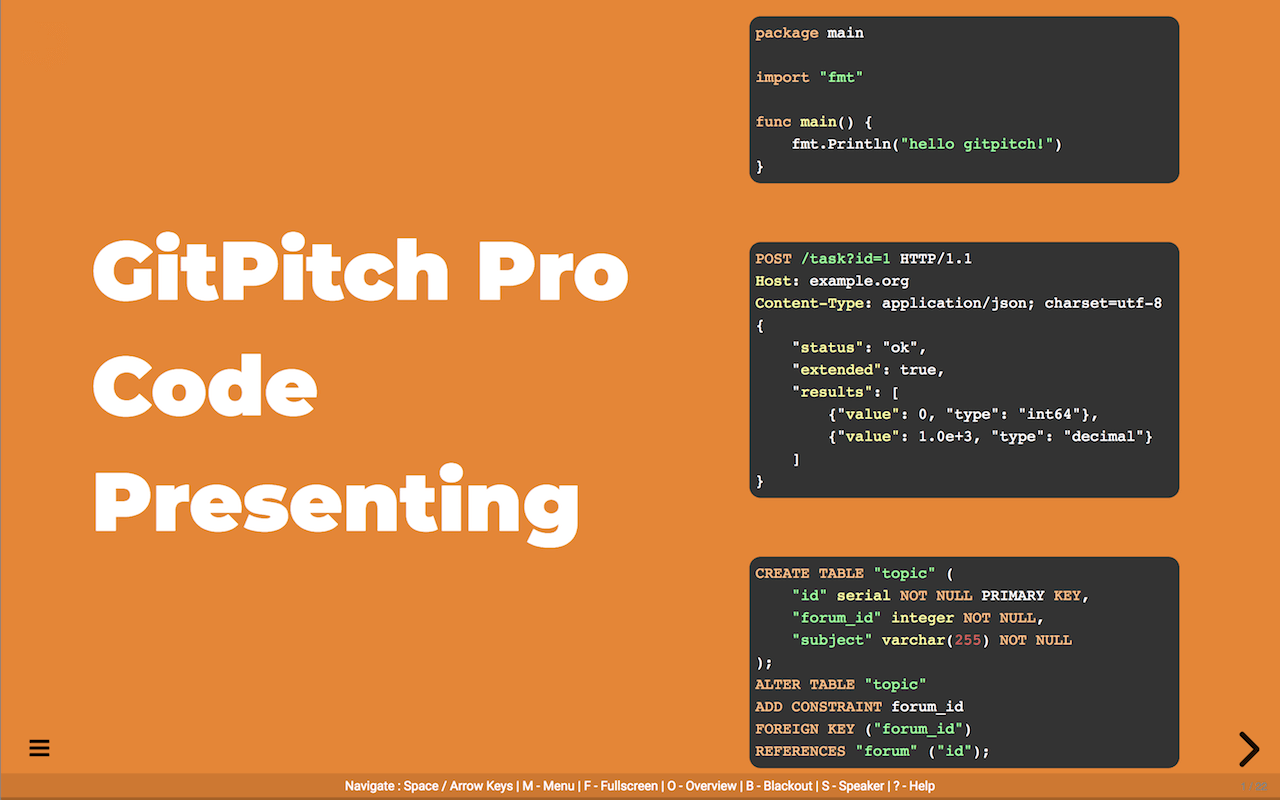 GitPitch Pro
Code
Presenting
package main
import "fmt"
func main() {
    fmt.Println("hello gitpitch!")
}
POST /task?id=1 HTTP/1.1
Host: example.org
Content-Type: application/json; charset=utf-8
{
    "status": "ok",
    "extended": true,
    "results": [
        {"value": 0, "type": "int64"},
        {"value": 1.0e+3, "type": "decimal"}
    ]
}
CREATE TABLE "topic" (
    "id" serial NOT NULL PRIMARY KEY,
    "forum_id" integer NOT NULL,
    "subject" varchar(255) NOT NULL
);
ALTER TABLE "topic"
ADD CONSTRAINT forum_id
FOREIGN KEY ("forum_id")
REFERENCES "forum" ("id");
Navigate : Space / Arrow Keys | M - Menu | F - Fullscreen | O - Overview | B - Blackout | S - Speaker | ? - Help